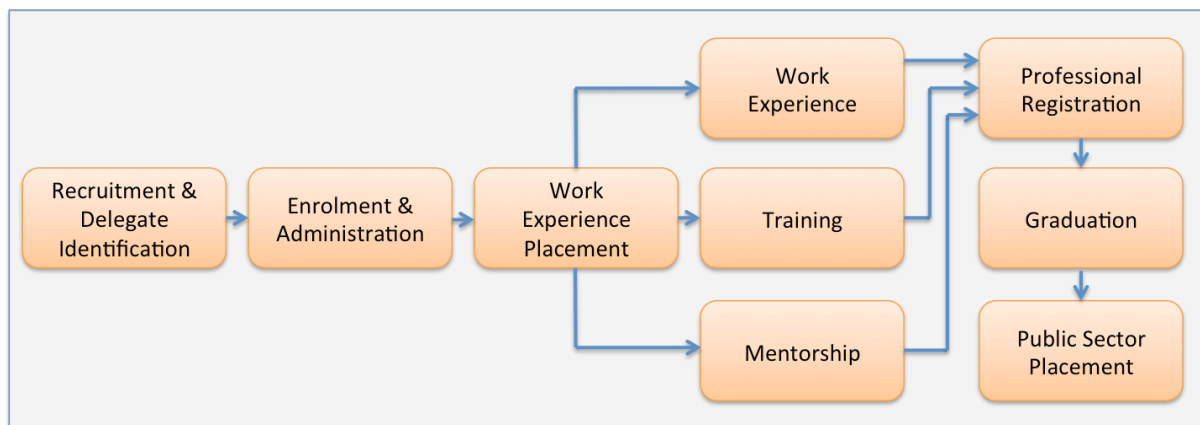 Recruitment &
Delegate
Identification
Enrolment &
Administration
Work
Experience
Placement
Work
Experience
Training
Mentorship
Professional
Registration
Graduation
Public Sector
Placement